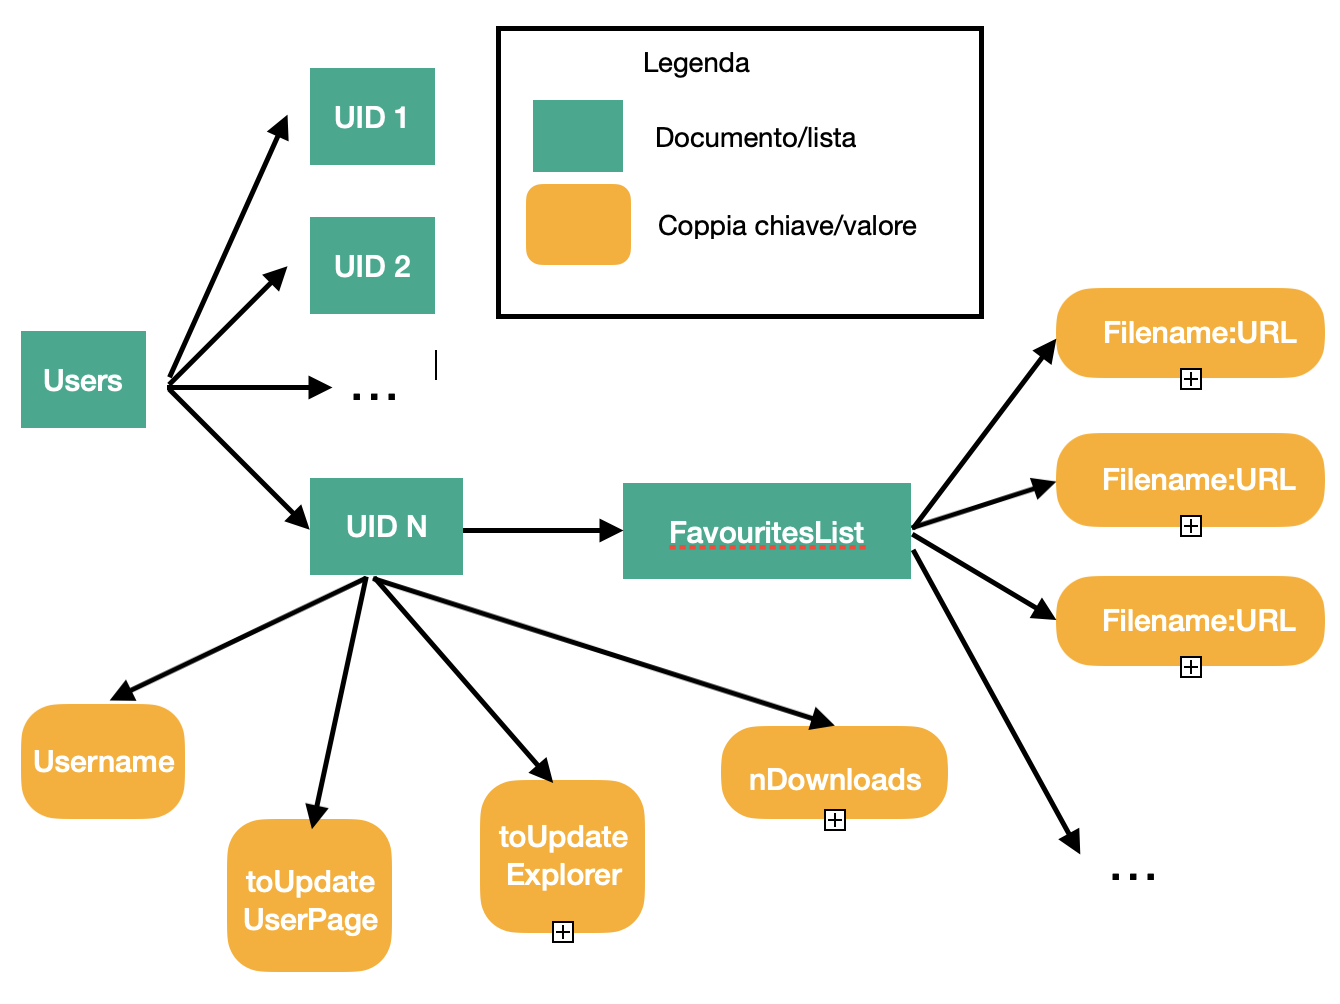 Legenda
Documento/lista
Coppia chiave/valore
UID 1
UID 2
Users
...
UID N
FavouritesList
Filename:URL
Filename:URL
Filename:URL
...
Username
toUpdate
UserPage
toUpdate
Explorer
nDownloads